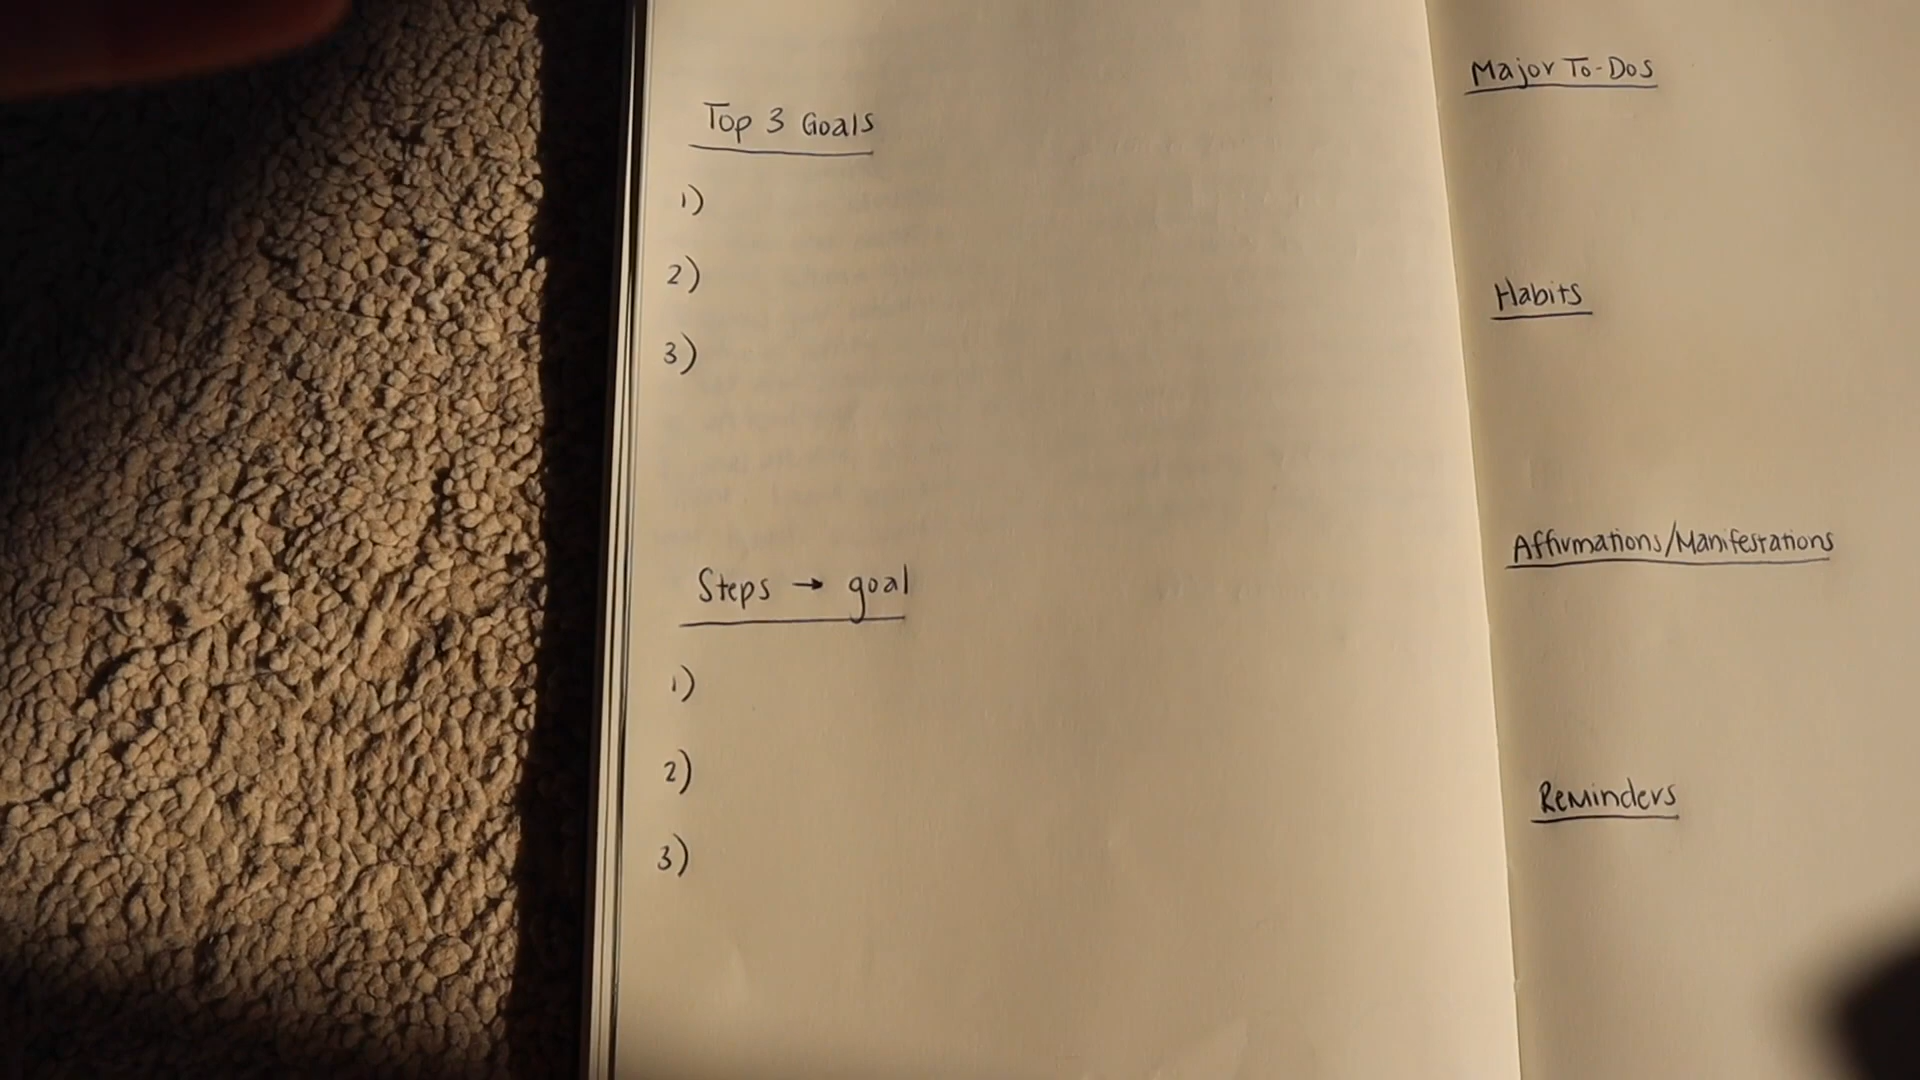 Top 3 Goals
1)
2)
3)
Steps → goal
1)
2)
3)
Major To-Dos
Habits
Affirmations/Manifestations
Reminders